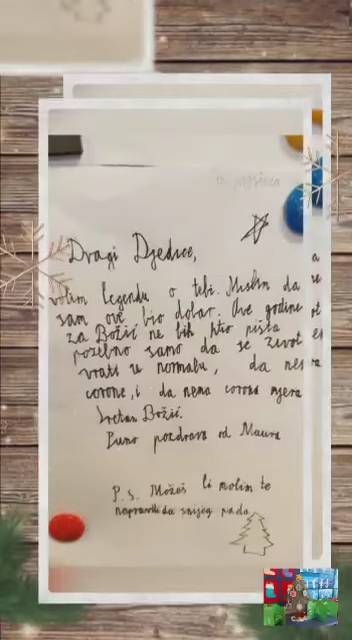 prosinca
Dragi Djedice,
volim legendu o tebi. Mislim da
sam ove bio dobar. Ove godine
za Božić ne bih htio ništa
posebno samo da se život
vrati u normalu, da nema
corone, i da nema corona mjera
Sretan Božić.
Puno pozdrava od Maura
P.S. Možeš li molim te
napraviti da snijeg pada